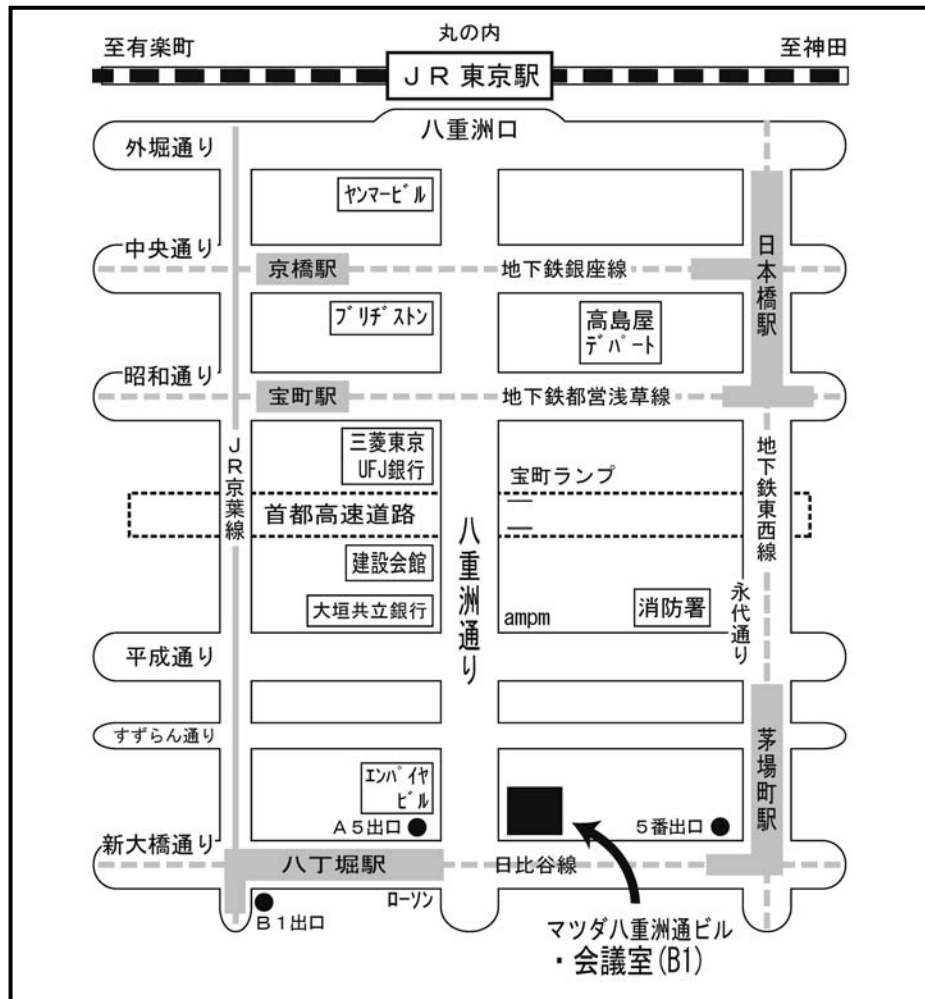 丸の内
至有楽町
JR東京駅
至神田
八重洲口
外堀通り
ヤンマービル
中央通り
京橋駅
地下鉄銀座線
日本橋駅
ブリヂストン
高島屋
デパート
昭和通り
宝町駅
地下鉄都営浅草線
JR京葉線
三菱東京
UFJ銀行
地下鉄東西線
宝町ランプ
首都高速道路
八重洲通り
建設会館
大垣共立銀行
ampm
消防署
永代通り
平成通り
すずらん通り
茅場町駅
エンパイヤ
ビル
A5出口
5番出口
新大橋通り
八丁堀駅
日比谷線
ローソン
B1出口
マツダ八重洲通ビル
・会議室(B1)